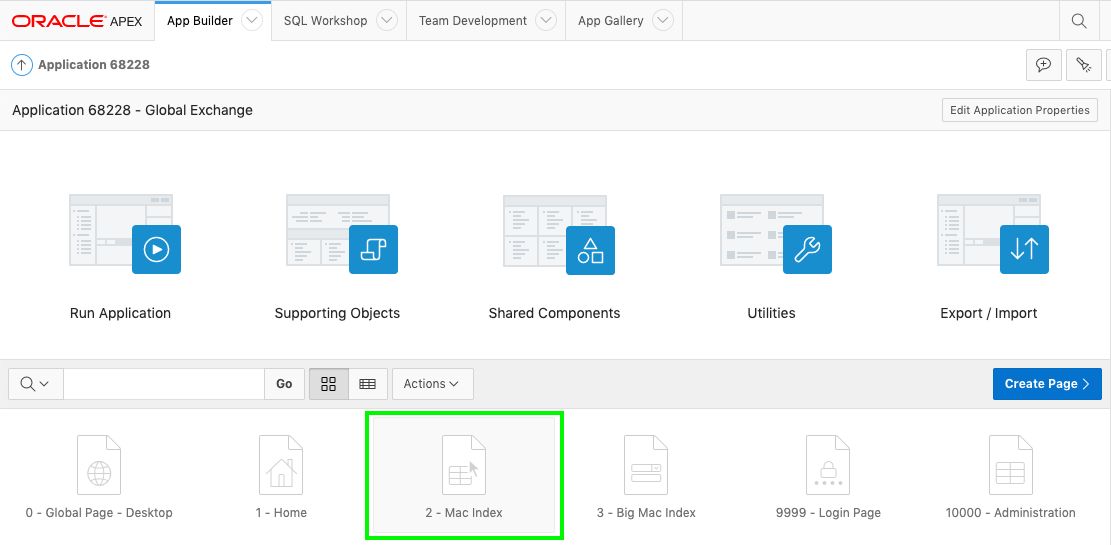 ORACLE APEX App Builder SQL Workshop Team Development App Gallery
Application 68228
Application 68228 - Global Exchange Edit Application Properties
Run Application Supporting Objects Shared Components Utilities Export / Import
Go Actions Create Page
0 - Global Page - Desktop 1 - Home 2 - Mac Index 3 - Big Mac Index 9999 - Login Page 10000 - Administration